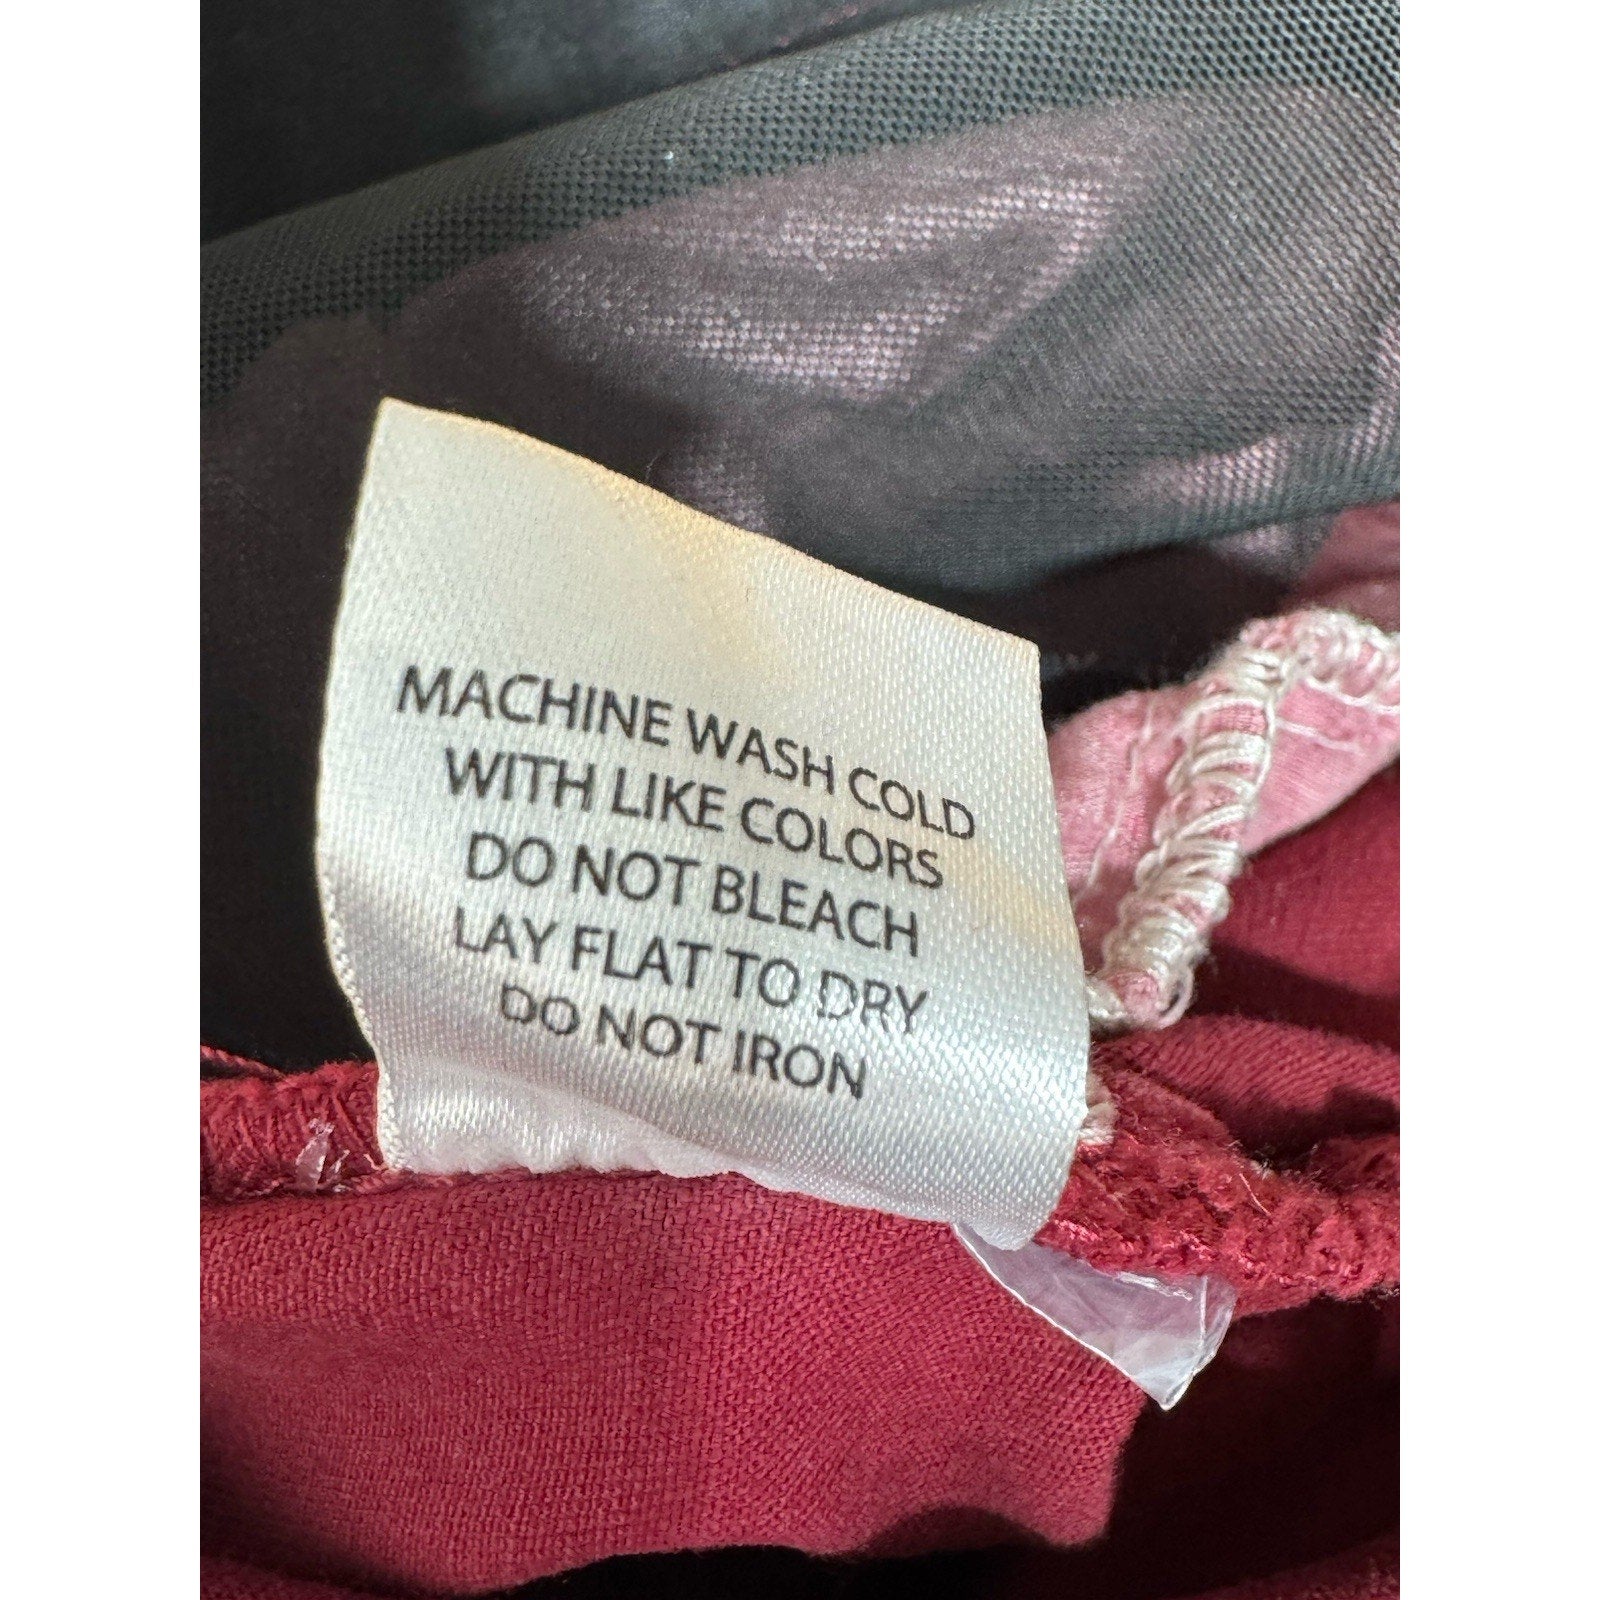 MACHINE WASH COLD
WITH LIKE COLORS
DO NOT BLEACH
LAY FLAT TO DRY
DO NOT IRON